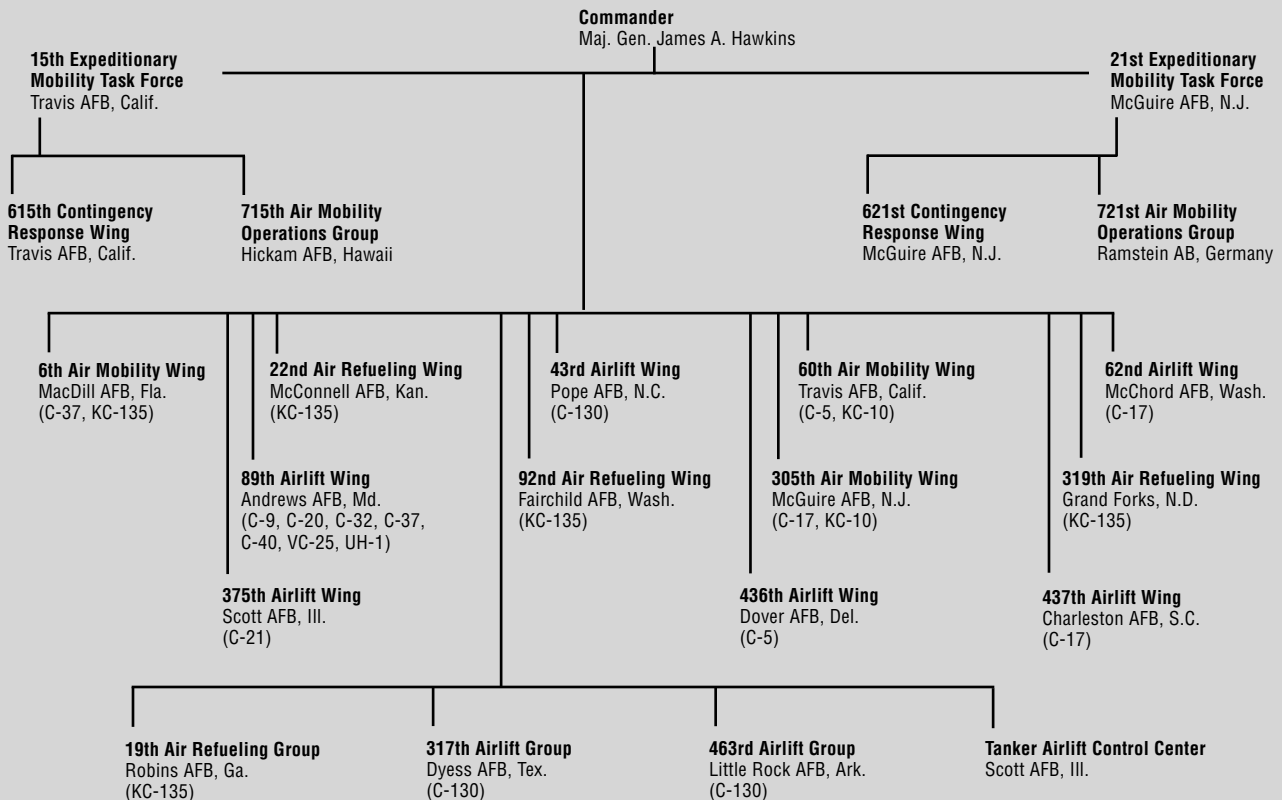 Commander
Maj. Gen. James A. Hawkins
15th Expeditionary
Mobility Task Force
Travis AFB, Calif.
21st Expeditionary
Mobility Task Force
McGuire AFB, N.J.
615th Contingency
Response Wing
Travis AFB, Calif.
715th Air Mobility
Operations Group
Hickam AFB, Hawaii
621st Contingency
Response Wing
McGuire AFB, N.J.
721st Air Mobility
Operations Group
Ramstein AB, Germany
6th Air Mobility Wing
MacDill AFB, Fla.
(C-37, KC-135)
22nd Air Refueling Wing
McConnell AFB, Kan.
(KC-135)
43rd Airlift Wing
Pope AFB, N.C.
(C-130)
60th Air Mobility Wing
Travis AFB, Calif.
(C-5, KC-10)
62nd Airlift Wing
McChord AFB, Wash.
(C-17)
89th Airlift Wing
Andrews AFB, Md.
(C-9, C-20, C-32, C-37,
C-40, VC-25, UH-1)
92nd Air Refueling Wing
Fairchild AFB, Wash.
(KC-135)
305th Air Mobility Wing
McGuire AFB, N.J.
(C-17, KC-10)
319th Air Refueling Wing
Grand Forks, N.D.
(KC-135)
375th Airlift Wing
Scott AFB, Ill.
(C-21)
436th Airlift Wing
Dover AFB, Del.
(C-5)
437th Airlift Wing
Charleston AFB, S.C.
(C-17)
19th Air Refueling Group
Robins AFB, Ga.
(KC-135)
317th Airlift Group
Dyess AFB, Tex.
(C-130)
463rd Airlift Group
Little Rock AFB, Ark.
(C-130)
Tanker Airlift Control Center
Scott AFB, Ill.